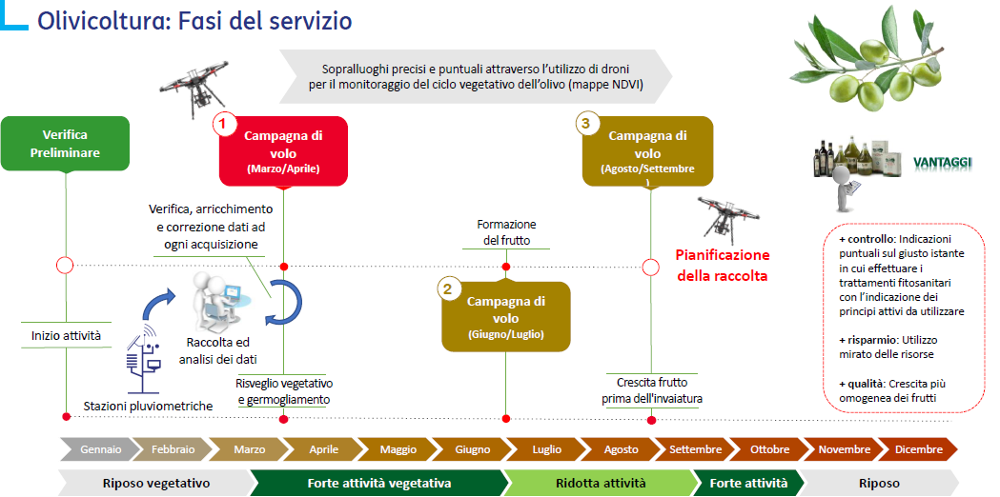 Olivicoltura: Fasi del servizio
Sopralluoghi precisi e puntuali attraverso l'utilizzo di droni
per il monitoraggio del ciclo vegetativo dell'olivo (mappe NDVI)
Verifica
Preliminare
1
Campagna di
volo
(Marzo/Aprile)
3
Campagna di
volo
(Agosto/Settembre
)
VANTAGGI
Verifica, arricchimento
e correzione dati ad
ogni acquisizione
Formazione
del frutto
Pianificazione
della raccolta
2
Campagna di
volo
(Giugno/Luglio)
+ controllo: Indicazioni
puntuali sul giusto istante
in cui effettuare i
trattamenti fitosanitari
con l'indicazione dei
principi attivi da utilizzare
+ risparmio: Utilizzo
mirato delle risorse
+ qualità: Crescita più
omogenea dei frutti
Inizio attività
Raccolta ed
analisi dei dati
Stazioni pluviometriche
Risveglio vegetativo
e germogliamento
Crescita frutto
prima dell'invaiatura
Gennaio Febbraio Marzo Aprile Maggio Giugno Luglio Agosto Settembre Ottobre Novembre Dicembre
Riposo vegetativo Forte attività vegetativa Ridotta attività Forte attività Riposo